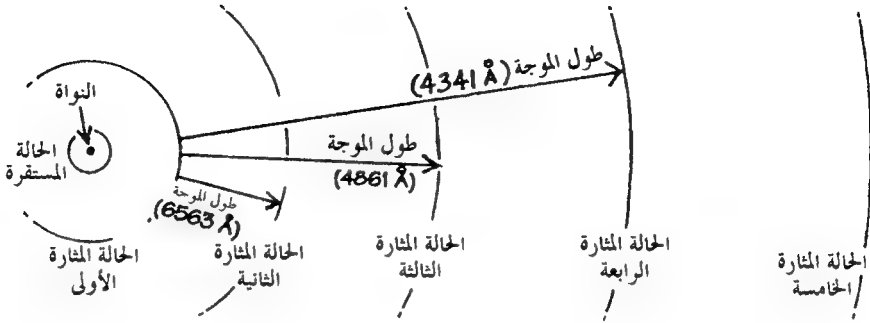 النواة
الحالة
المستقرة
طول الموجة (4341 Å)
طول الموجة
(4861 Å)
طول الموجة
(6563 Å)
الحالة المثارة
الأولى
الحالة المثارة
الثانية
الحالة المثارة
الثالثة
الحالة المثارة
الرابعة
الحالة المثارة
الخامسة